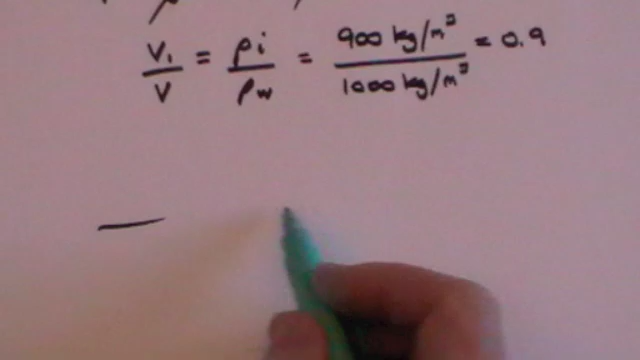 V₁/V = ρi/ρw = 900 kg/m³/1000 kg/m³ = 0.9